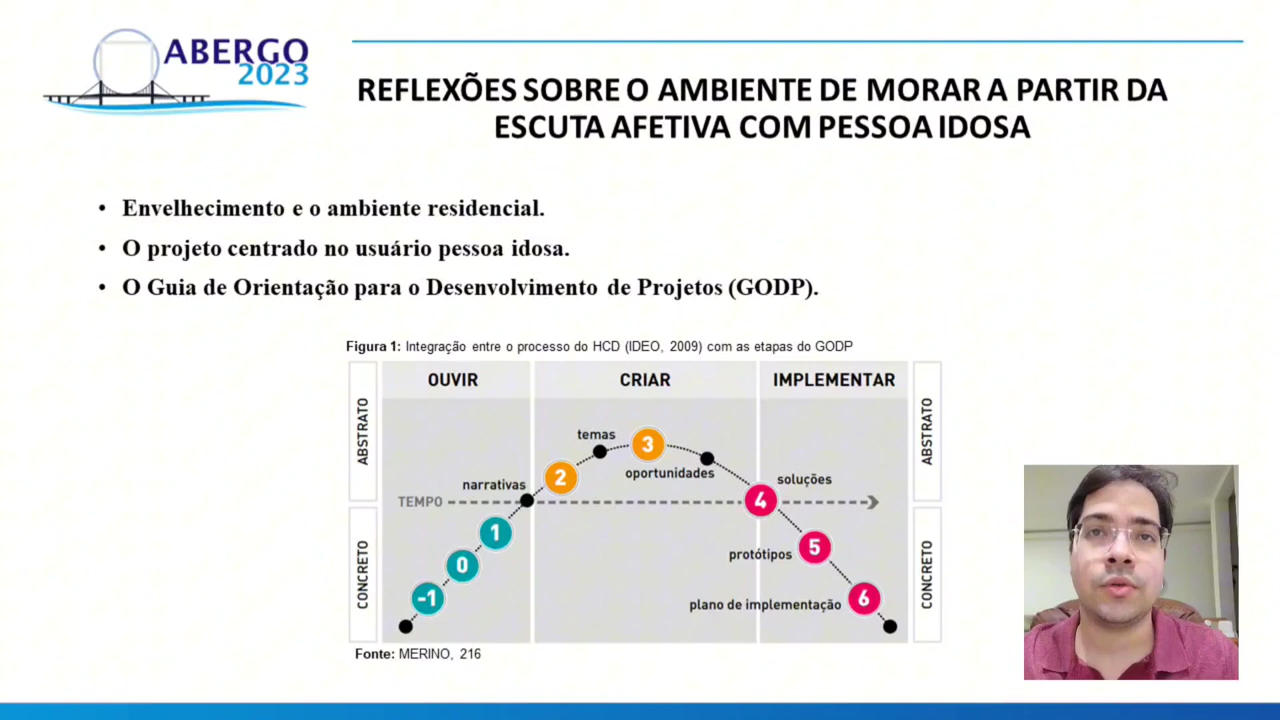 ABERGO
2023
REFLEXÕES SOBRE O AMBIENTE DE MORAR A PARTIR DA
ESCUTA AFETIVA COM PESSOA IDOSA
• Envelhecimento e o ambiente residencial.
• O projeto centrado no usuário pessoa idosa.
• O Guia de Orientação para o Desenvolvimento de Projetos (GODP).
Figura 1: Integração entre o processo do HCD (IDEO, 2009) com as etapas do GODP
OUVIR
CRIAR
IMPLEMENTAR
ABSTRATO
ABSTRATO
temas
3
oportunidades
2
narrativas
soluções
TEMPO
4
1
CONCRETO
CONCRETO
protótipos
5
0
-1
plano de implementação
6
Fonte: MERINO, 216